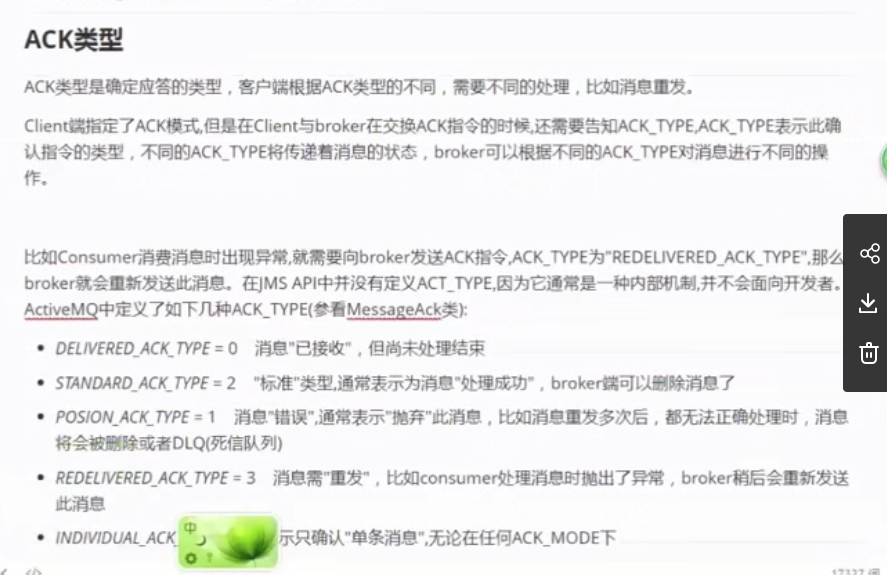 ACK类型
ACK类型是确定应答的类型，客户端根据ACK类型的不同，需要不同的处理，比如消息重发。
Client端指定了ACK模式,但是在Client与broker在交换ACK指令的时候,还需要告知ACK_TYPE,ACK_TYPE表示此确
认指令的类型，不同的ACK_TYPE将传递着消息的状态，broker可以根据不同的ACK_TYPE对消息进行不同的操
作。
比如Consumer消费消息时出现异常,就需要向broker发送ACK指令,ACK_TYPE为"REDELIVERED_ACK_TYPE",那么
broker就会重新发送此消息。在JMS API中并没有定义ACT_TYPE,因为它通常是一种内部机制,并不会面向开发者。
ActiveMQ中定义了如下几种ACK_TYPE(参看MessageAck类):
• DELIVERED_ACK_TYPE = 0 消息"已接收"，但尚未处理结束
• STANDARD_ACK_TYPE = 2 "标准"类型,通常表示为消息"处理成功"，broker端可以删除消息了
• POSION_ACK_TYPE = 1 消息"错误",通常表示"抛弃"此消息，比如消息重发多次后，都无法正确处理时，消息
将会被删除或者DLQ(死信队列)
• REDELIVERED_ACK_TYPE = 3 消息需"重发"，比如consumer处理消息时抛出了异常，broker稍后会重新发送
此消息
• INDIVIDUAL_ACK_ 中 示只确认"单条消息",无论在任何ACK_MODE下